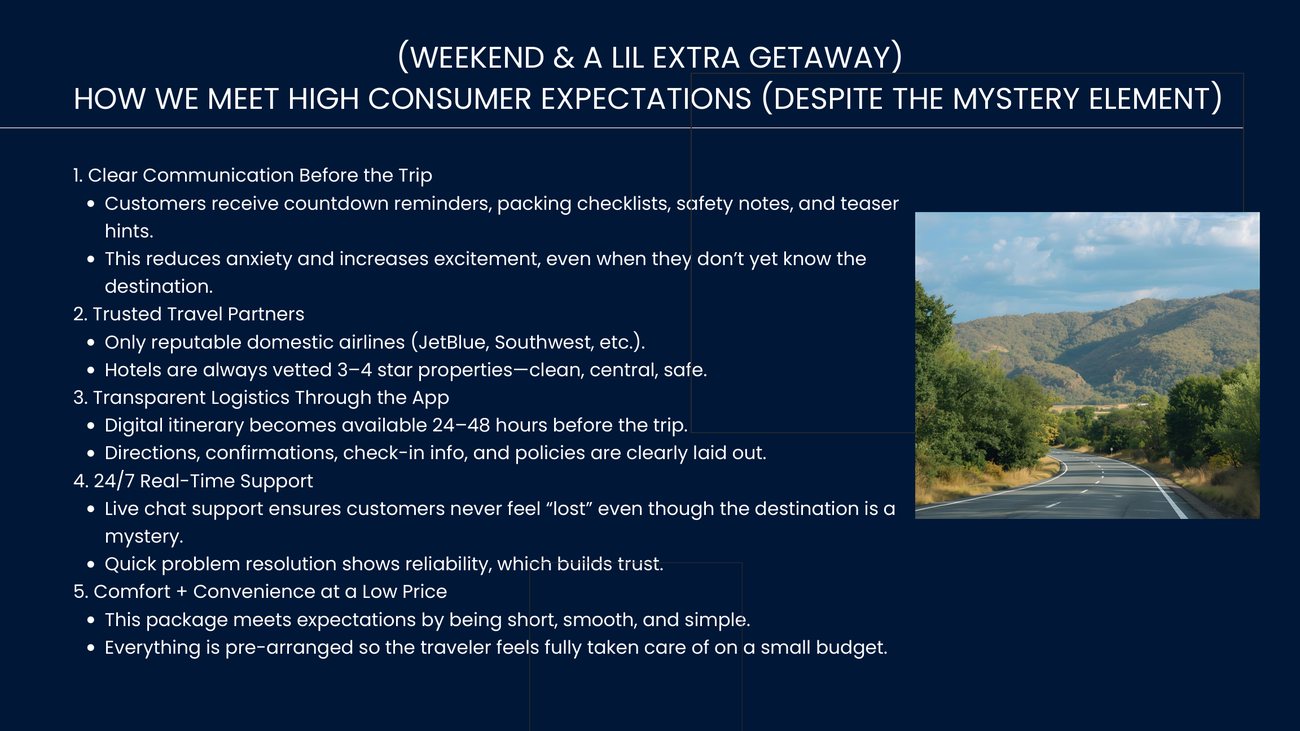 (WEEKEND & A LIL EXTRA GETAWAY)
HOW WE MEET HIGH CONSUMER EXPECTATIONS (DESPITE THE MYSTERY ELEMENT)
1. Clear Communication Before the Trip
• Customers receive countdown reminders, packing checklists, safety notes, and teaser
hints.
• This reduces anxiety and increases excitement, even when they don’t yet know the
destination.
2. Trusted Travel Partners
• Only reputable domestic airlines (JetBlue, Southwest, etc.).
• Hotels are always vetted 3–4 star properties—clean, central, safe.
3. Transparent Logistics Through the App
• Digital itinerary becomes available 24–48 hours before the trip.
• Directions, confirmations, check-in info, and policies are clearly laid out.
4. 24/7 Real-Time Support
• Live chat support ensures customers never feel “lost” even though the destination is a
mystery.
• Quick problem resolution shows reliability, which builds trust.
5. Comfort + Convenience at a Low Price
• This package meets expectations by being short, smooth, and simple.
• Everything is pre-arranged so the traveler feels fully taken care of on a small budget.